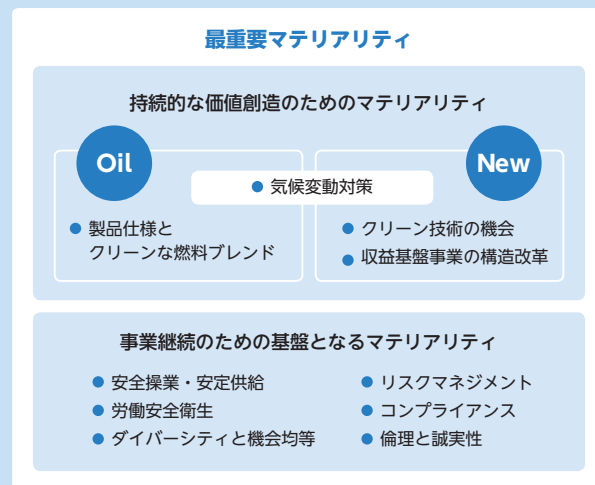 最重要マテリアリティ
持続的な価値創造のためのマテリアリティ
Oil
New
● 気候変動対策
● 製品仕様と
クリーンな燃料ブレンド
● クリーン技術の機会
● 収益基盤事業の構造改革
事業継続のための基盤となるマテリアリティ
● 安全操業・安定供給
● 労働安全衛生
● ダイバーシティと機会均等
● リスクマネジメント
● コンプライアンス
● 倫理と誠実性